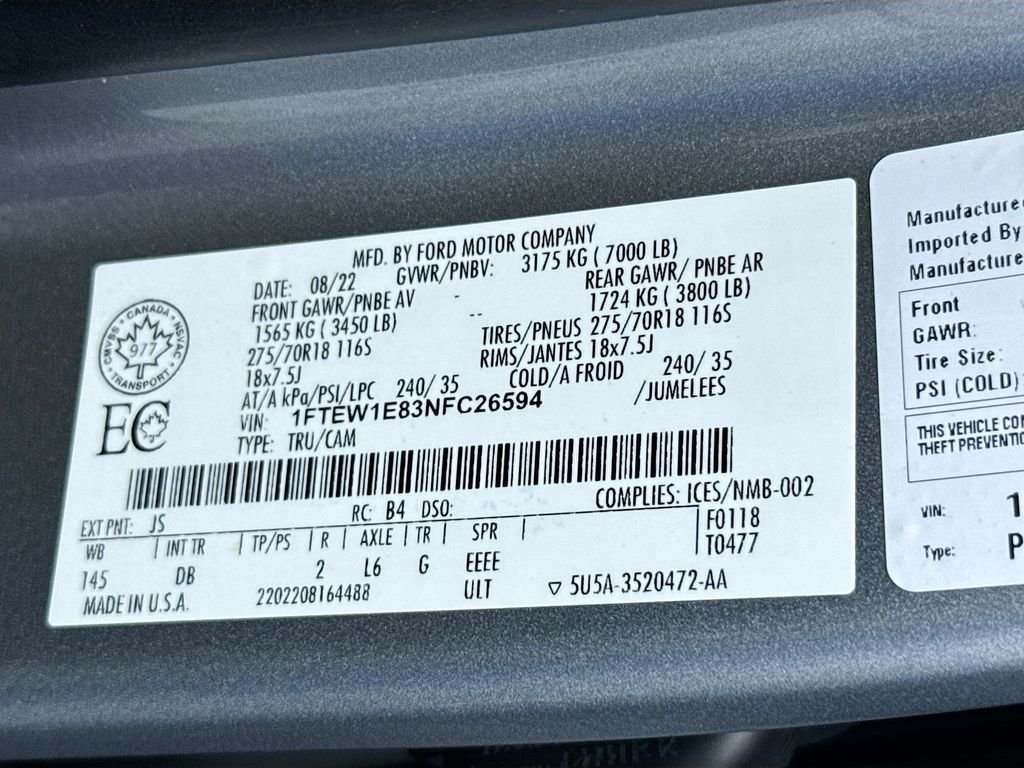 MFD. BY FORD MOTOR COMPANY
DATE: 08/22 GVWR/PNBV: 3175 KG ( 7000 LB)
FRONT GAWR/PNBE AV - REAR GAWR/ PNBE AR
1565 KG ( 3450 LB) -- 1724 KG ( 3800 LB)
275/70R18 116S TIRES/PNEUS 275/70R18 116S
18x7.5J RIMS/JANTES 18x7.5J
AT/A kPa/PSI/LPC 240/ 35 COLD/A FROID 240/ 35
VIN: 1FTEW1E83NFC26594 /JUMELEES
TYPE: TRU/CAM
CMVSS · CANADA · NSVAC
977
TRANSPORT
EC
COMPLIES: ICES/NMB-002
EXT PNT: JS RC: B4 DSO:
WB | INT TR | TP/PS | R | AXLE | TR | SPR | | F0118
145 DB 2 L6 G EEEE T0477
MADE IN U.S.A. 2202208164488 ULT ▽ 5U5A-3520472-AA
Manufacture
Imported By
Manufacture
Front
GAWR:
Tire Size:
PSI (COLD)
THIS VEHICLE CO
THEFT PREVENTI
VIN: 1
Type: P